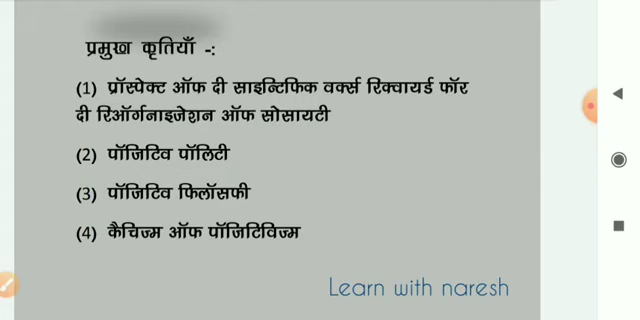 प्रमुख कृतियाँ -:
(1) प्रॉस्पेक्ट ऑफ दी साइन्टिफिक वर्क्स रिक्वायर्ड फॉर
दी रिऑर्गनाइजेशन ऑफ सोसायटी
(2) पॉजिटिव पॉलिटी
(3) पॉजिटिव फिलॉसफी
(4) कैचिज्म ऑफ पॉजिटिविज्म
Learn with naresh